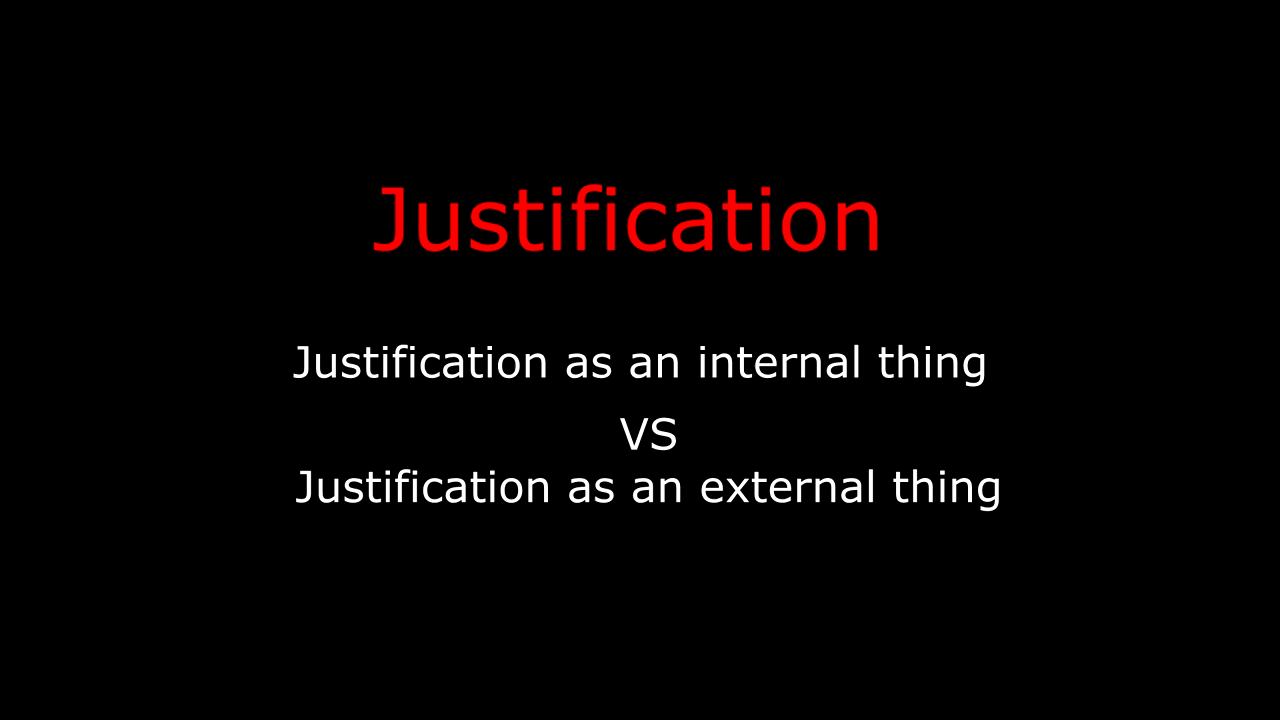 Justification
Justification as an internal thing
VS
Justification as an external thing